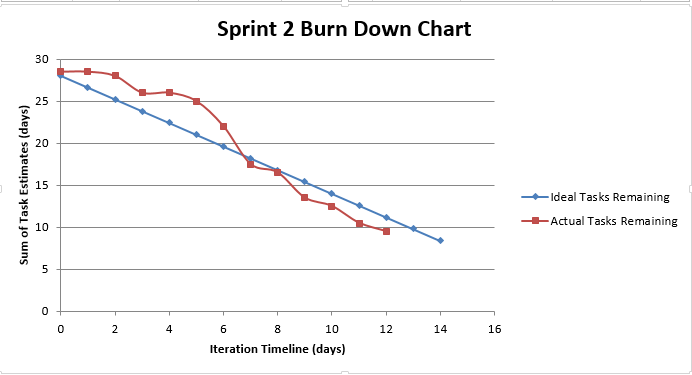 Sprint 2 Burn Down Chart
30
25
20
15
10
5
0
Sum of Task Estimates (days)
0 2 4 6 8 10 12 14 16
Iteration Timeline (days)
Ideal Tasks Remaining
Actual Tasks Remaining